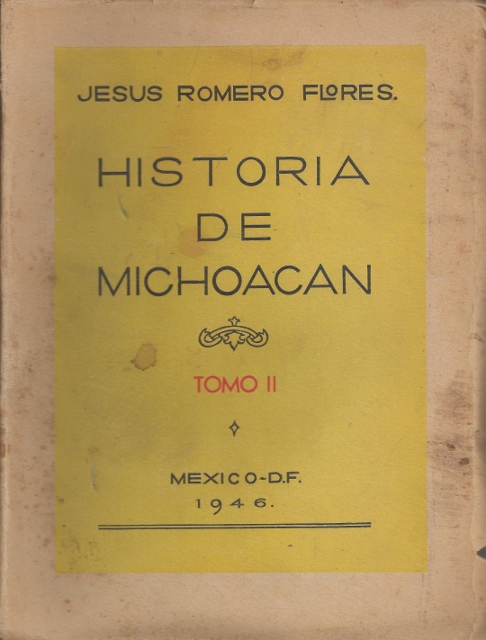 JESUS ROMERO FLORES.
HISTORIA
DE
MICHOACAN
TOMO II
MEXICO-D.F.
1946.